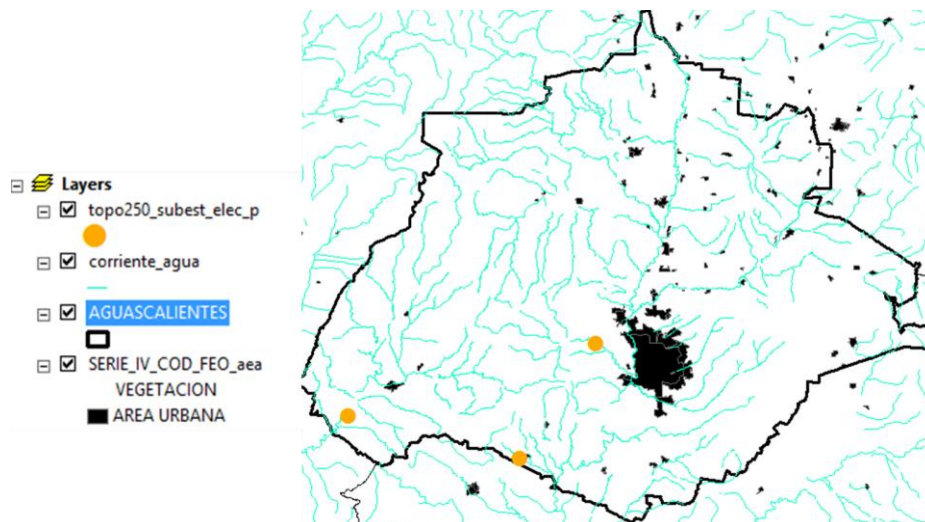 Layers
topo250_subest_elec_p
corriente_agua
AGUASCALIENTES
SERIE_IV_COD_FEO_aea
VEGETACION
AREA URBANA